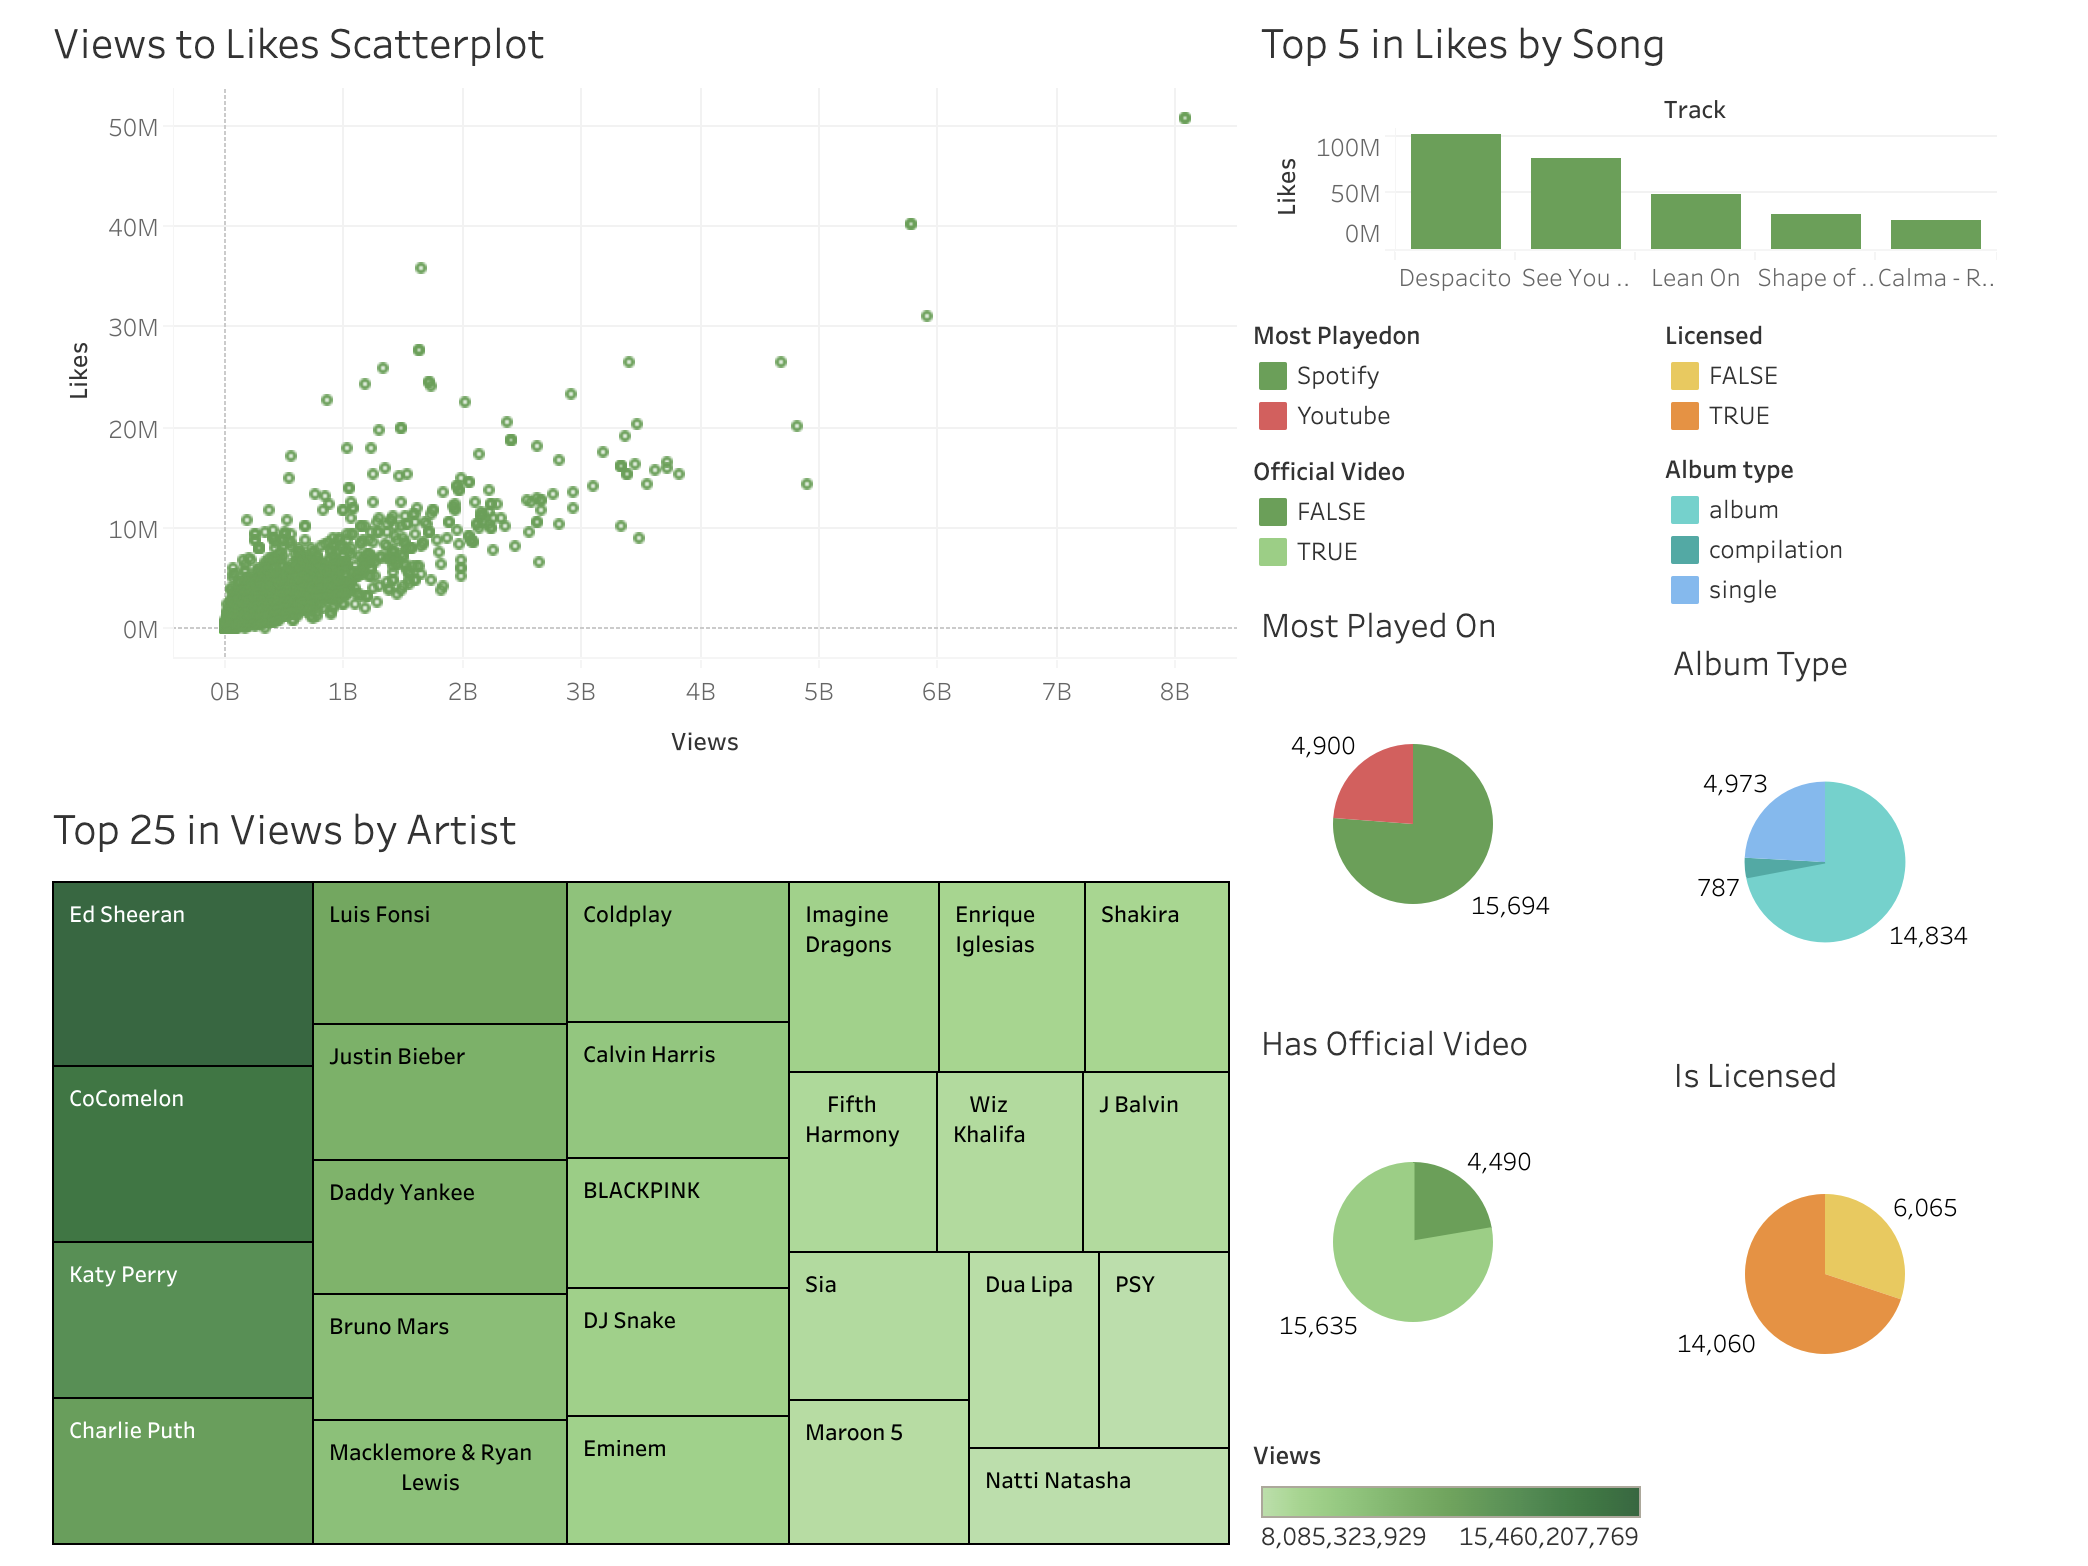 Views to Likes Scatterplot
50M
40M
30M
20M
10M
0M
Likes
0B 1B 2B 3B 4B 5B 6B 7B 8B
Views
Top 5 in Likes by Song
Track
100M
50M
0M
Likes
Despacito See You .. Lean On Shape of .. Calma - R..
Most Playedon
Spotify
Youtube
Licensed
FALSE
TRUE
Official Video
FALSE
TRUE
Album type
album
compilation
single
Most Played On
4,900
15,694
Album Type
4,973
787
14,834
Has Official Video
4,490
15,635
Is Licensed
6,065
14,060
Top 25 in Views by Artist
Ed Sheeran
CoComelon
Katy Perry
Charlie Puth
Luis Fonsi
Justin Bieber
Daddy Yankee
Bruno Mars
Macklemore & Ryan
Lewis
Coldplay
Calvin Harris
BLACKPINK
DJ Snake
Eminem
Imagine
Dragons
Enrique
Iglesias
Shakira
Fifth
Harmony
Wiz
Khalifa
J Balvin
Sia
Maroon 5
Dua Lipa
PSY
Natti Natasha
Views
8,085,323,929 15,460,207,769